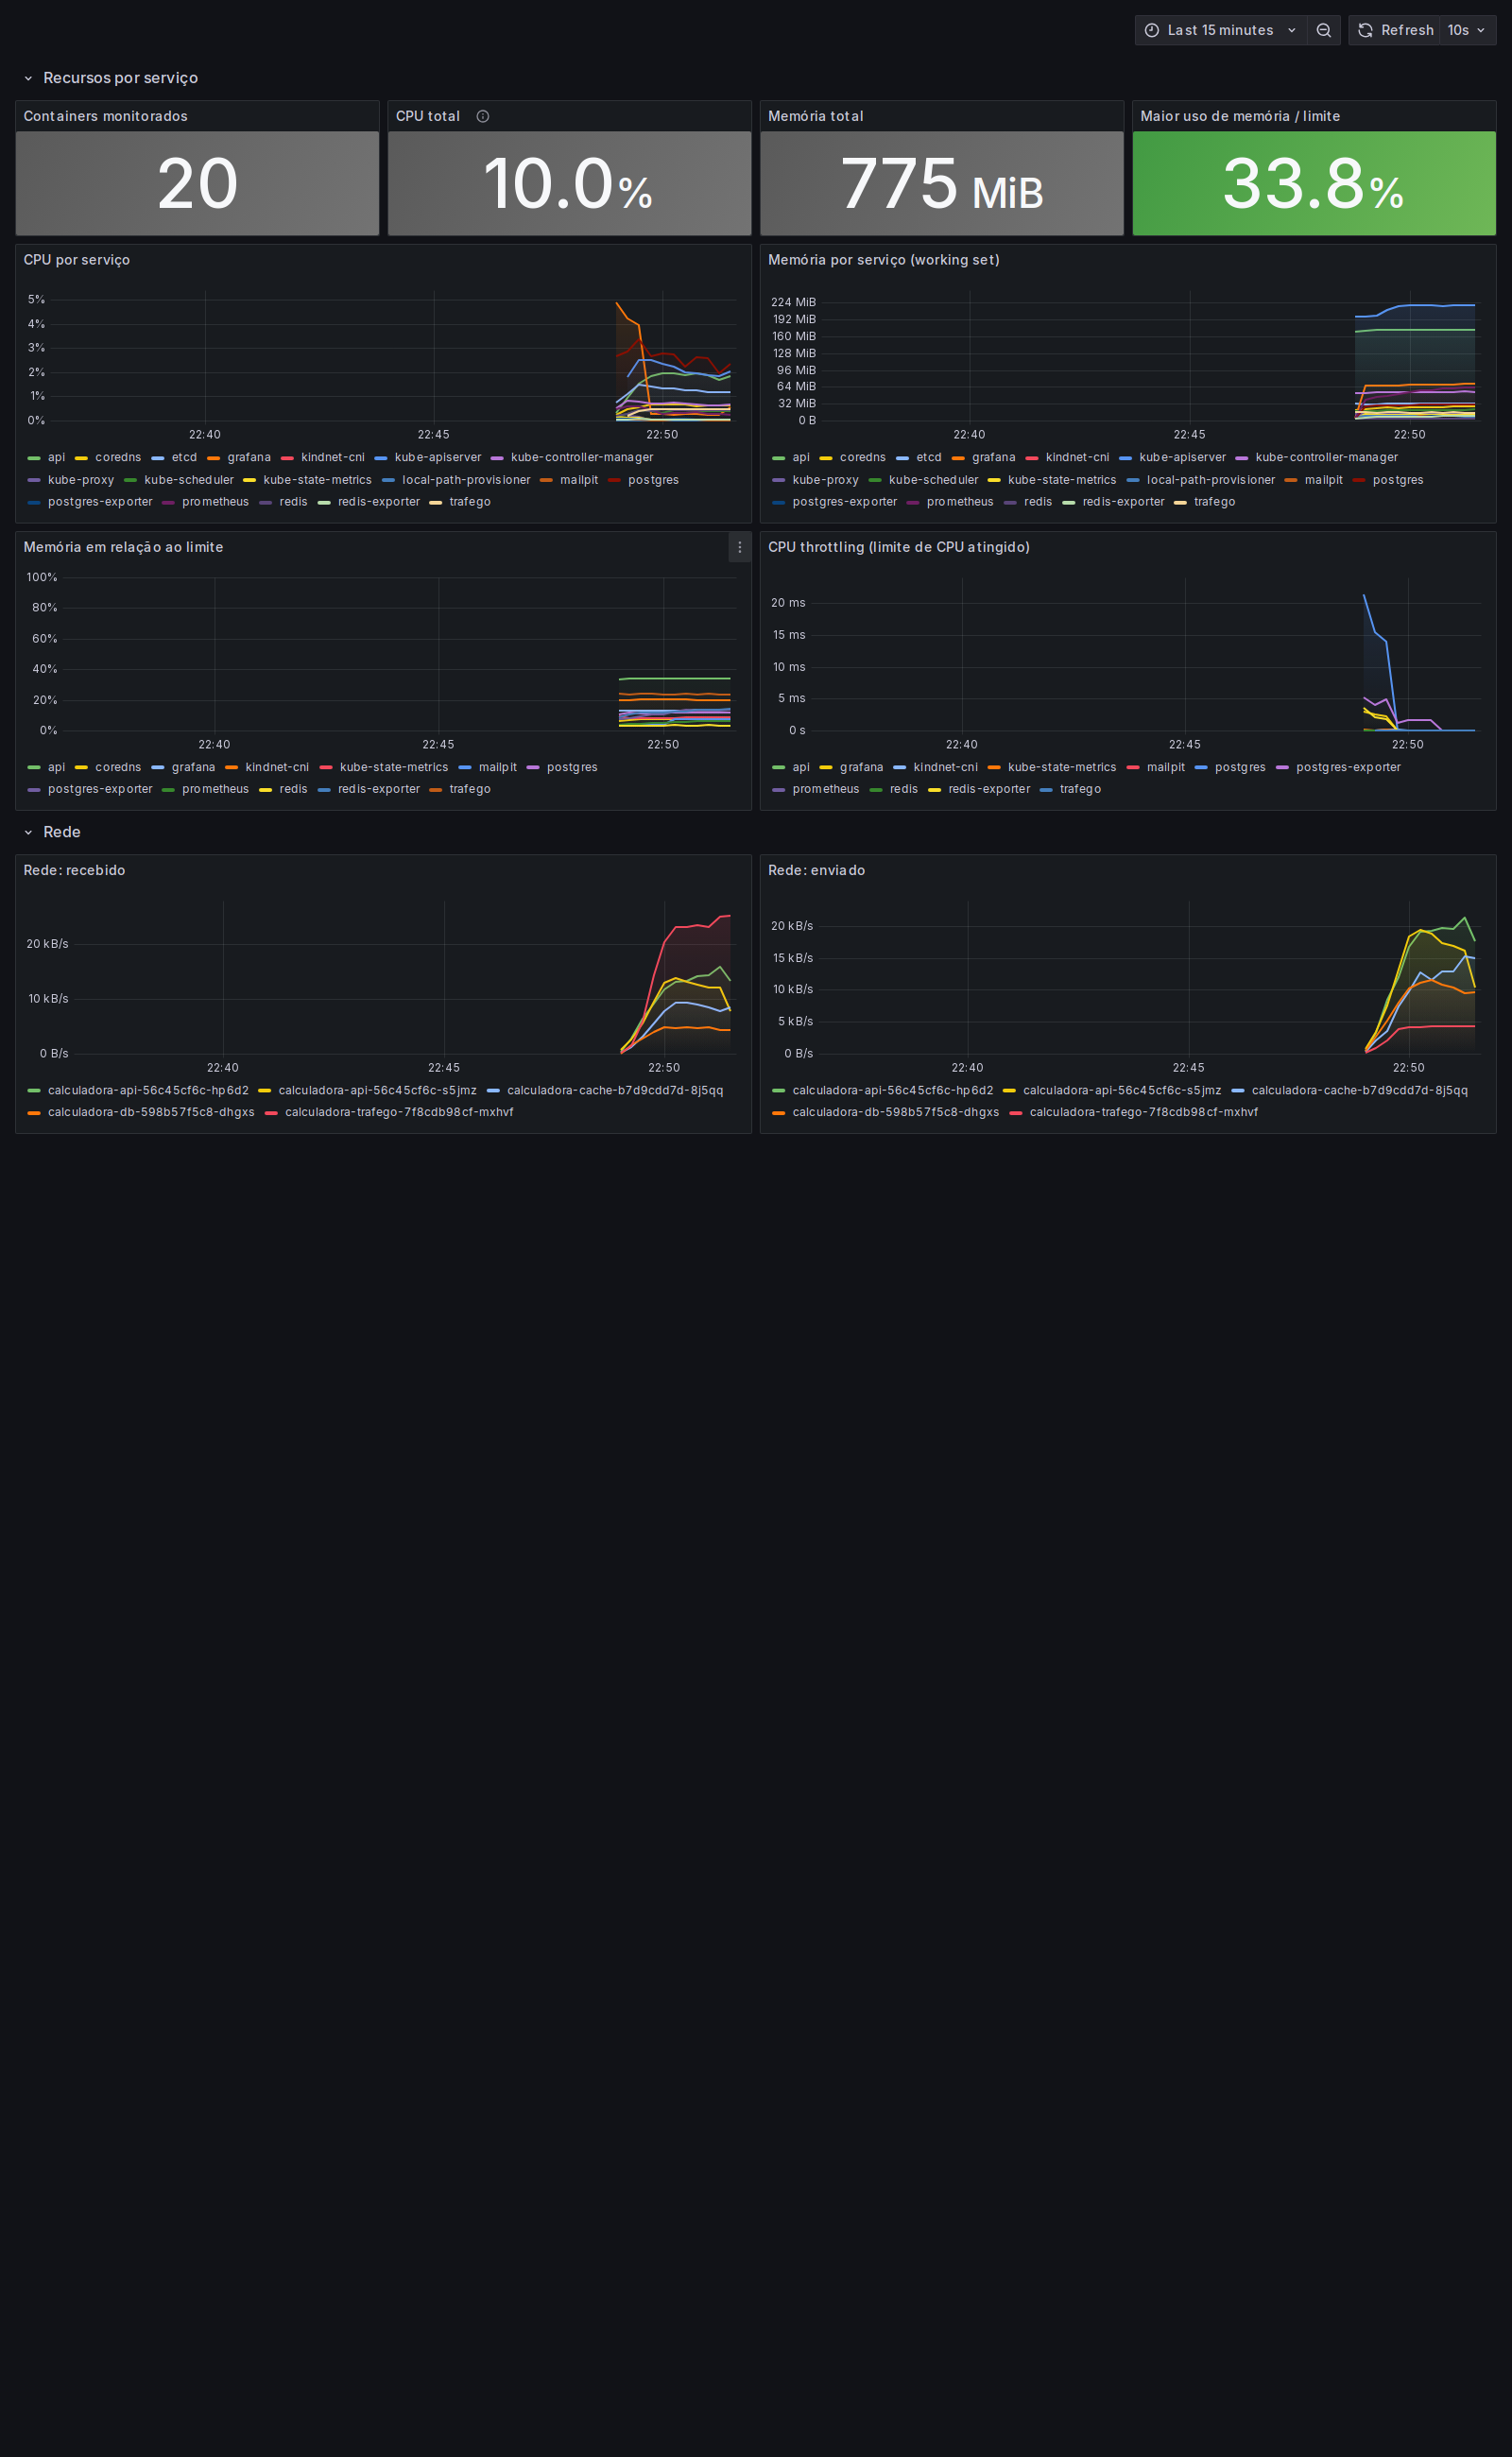 Last 15 minutes Refresh 10s
Recursos por serviço
Containers monitorados
20
CPU total
10.0%
Memória total
775 MiB
Maior uso de memória / limite
33.8%
CPU por serviço
5%
4%
3%
2%
1%
0%
22:40 22:45 22:50
api coredns etcd grafana kindnet-cni kube-apiserver kube-controller-manager
kube-proxy kube-scheduler kube-state-metrics local-path-provisioner mailpit postgres
postgres-exporter prometheus redis redis-exporter trafego
Memória por serviço (working set)
224 MiB
192 MiB
160 MiB
128 MiB
96 MiB
64 MiB
32 MiB
0 B
22:40 22:45 22:50
api coredns etcd grafana kindnet-cni kube-apiserver kube-controller-manager
kube-proxy kube-scheduler kube-state-metrics local-path-provisioner mailpit postgres
postgres-exporter prometheus redis redis-exporter trafego
Memória em relação ao limite
100%
80%
60%
40%
20%
0%
22:40 22:45 22:50
api coredns grafana kindnet-cni kube-state-metrics mailpit postgres
postgres-exporter prometheus redis redis-exporter trafego
CPU throttling (limite de CPU atingido)
20 ms
15 ms
10 ms
5 ms
0 s
22:40 22:45 22:50
api grafana kindnet-cni kube-state-metrics mailpit postgres postgres-exporter
prometheus redis redis-exporter trafego
Rede
Rede: recebido
20 kB/s
10 kB/s
0 B/s
22:40 22:45 22:50
calculadora-api-56c45cf6c-hp6d2 calculadora-api-56c45cf6c-s5jmz calculadora-cache-b7d9cdd7d-8j5qq
calculadora-db-598b57f5c8-dhgxs calculadora-trafego-7f8cdb98cf-mxhvf
Rede: enviado
20 kB/s
15 kB/s
10 kB/s
5 kB/s
0 B/s
22:40 22:45 22:50
calculadora-api-56c45cf6c-hp6d2 calculadora-api-56c45cf6c-s5jmz calculadora-cache-b7d9cdd7d-8j5qq
calculadora-db-598b57f5c8-dhgxs calculadora-trafego-7f8cdb98cf-mxhvf